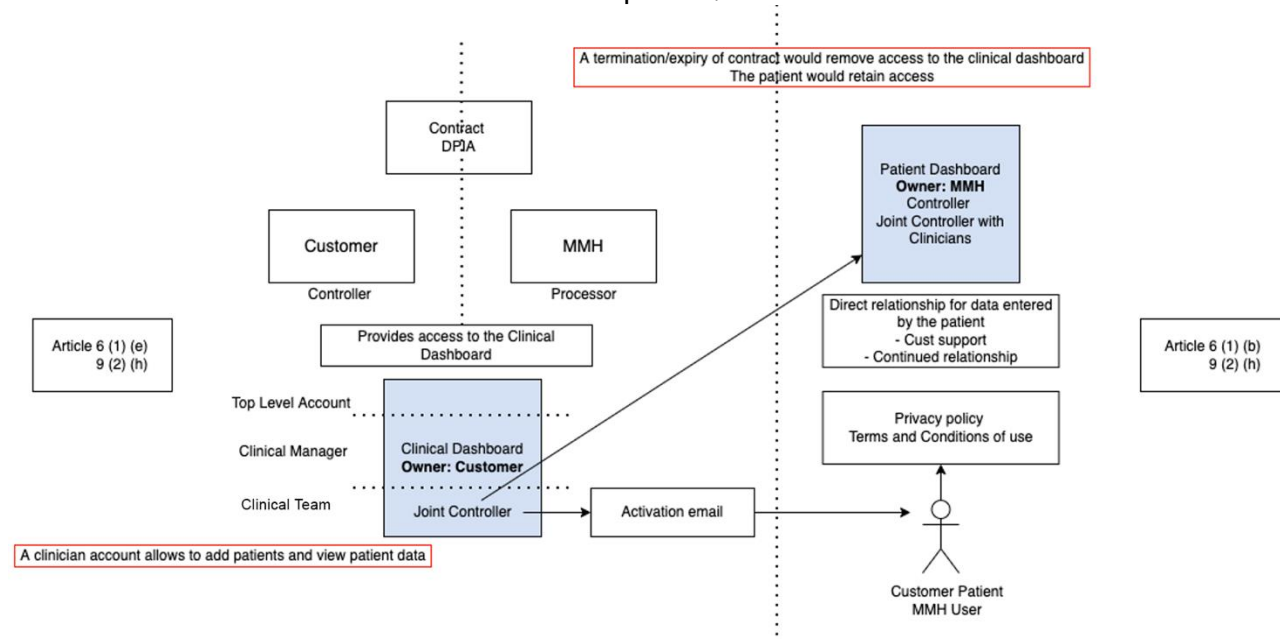 A termination/expiry of contract would remove access to the clinical dashboard
The patient would retain access
Contract
DPIA
Customer
Controller
MMH
Processor
Provides access to the Clinical
Dashboard
Article 6 (1) (e)
9 (2) (h)
Top Level Account
Clinical Manager
Clinical Team
Clinical Dashboard
Owner: Customer
Joint Controller
A clinician account allows to add patients and view patient data
Activation email
Patient Dashboard
Owner: MMH
Controller
Joint Controller with
Clinicians
Direct relationship for data entered
by the patient
- Cust support
- Continued relationship
Privacy policy
Terms and Conditions of use
Customer Patient
MMH User
Article 6 (1) (b)
9 (2) (h)